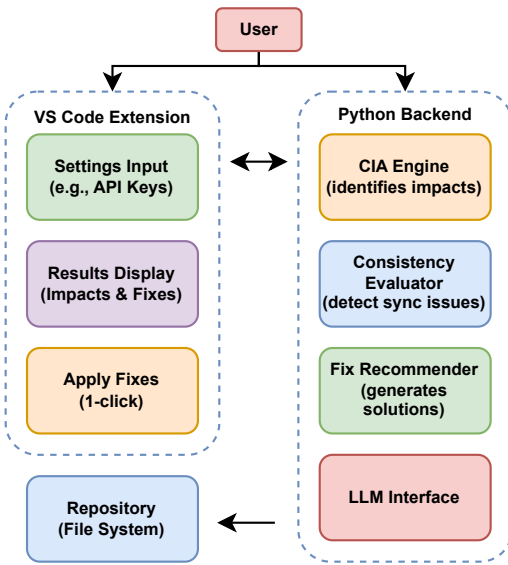 User
VS Code Extension
Settings Input
(e.g., API Keys)
Results Display
(Impacts & Fixes)
Apply Fixes
(1-click)
Repository
(File System)
Python Backend
CIA Engine
(identifies impacts)
Consistency
Evaluator
(detect sync issues)
Fix Recommender
(generates
solutions)
LLM Interface